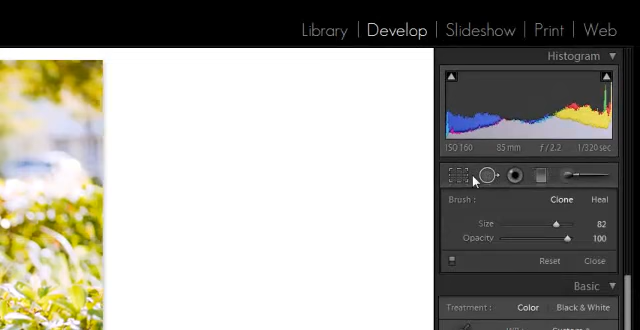 Library | Develop | Slideshow | Print | Web
Histogram
ISO 160 85 mm ƒ / 2.2 1/320 sec
Brush : Clone Heal
Size 82
Opacity 100
Reset Close
Basic
Treatment : Color Black & White